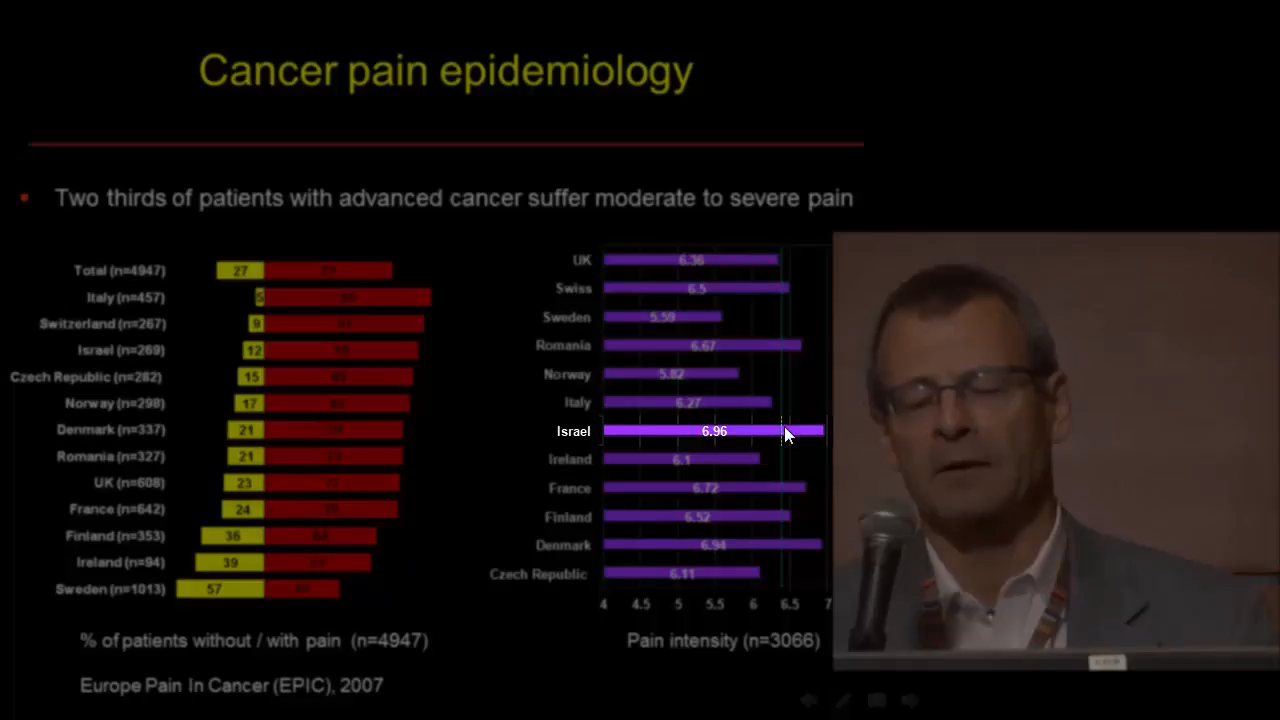 Cancer pain epidemiology
Two thirds of patients with advanced cancer suffer moderate to severe pain
Total (n=4947) 27
Italy (n=457) 5
Switzerland (n=267) 9
Israel (n=269) 12
Czech Republic (n=282) 15
Norway (n=298) 17
Denmark (n=337) 21
Romania (n=327) 21
UK (n=608) 23
France (n=642) 24
Finland (n=353) 36
Ireland (n=94) 39
Sweden (n=1013) 57
% of patients without / with pain (n=4947)
UK 6.38
Swiss 6.5
Sweden 5.59
Romania 6.67
Norway 5.82
Italy 6.27
Israel 6.96
Ireland 6.1
France 6.72
Finland 6.52
Denmark 6.94
Czech Republic 6.11
4 4.5 5 5.5 6 6.5 7
Pain intensity (n=3066)
Europe Pain In Cancer (EPIC), 2007